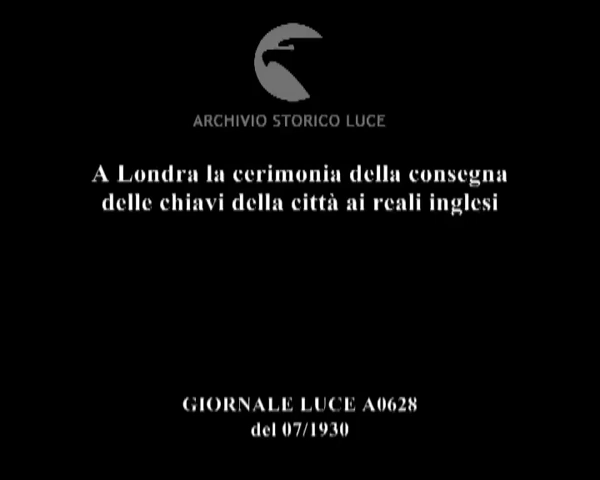 ARCHIVIO STORICO LUCE
A Londra la cerimonia della consegna
delle chiavi della città ai reali inglesi
GIORNALE LUCE A0628
del 07/1930